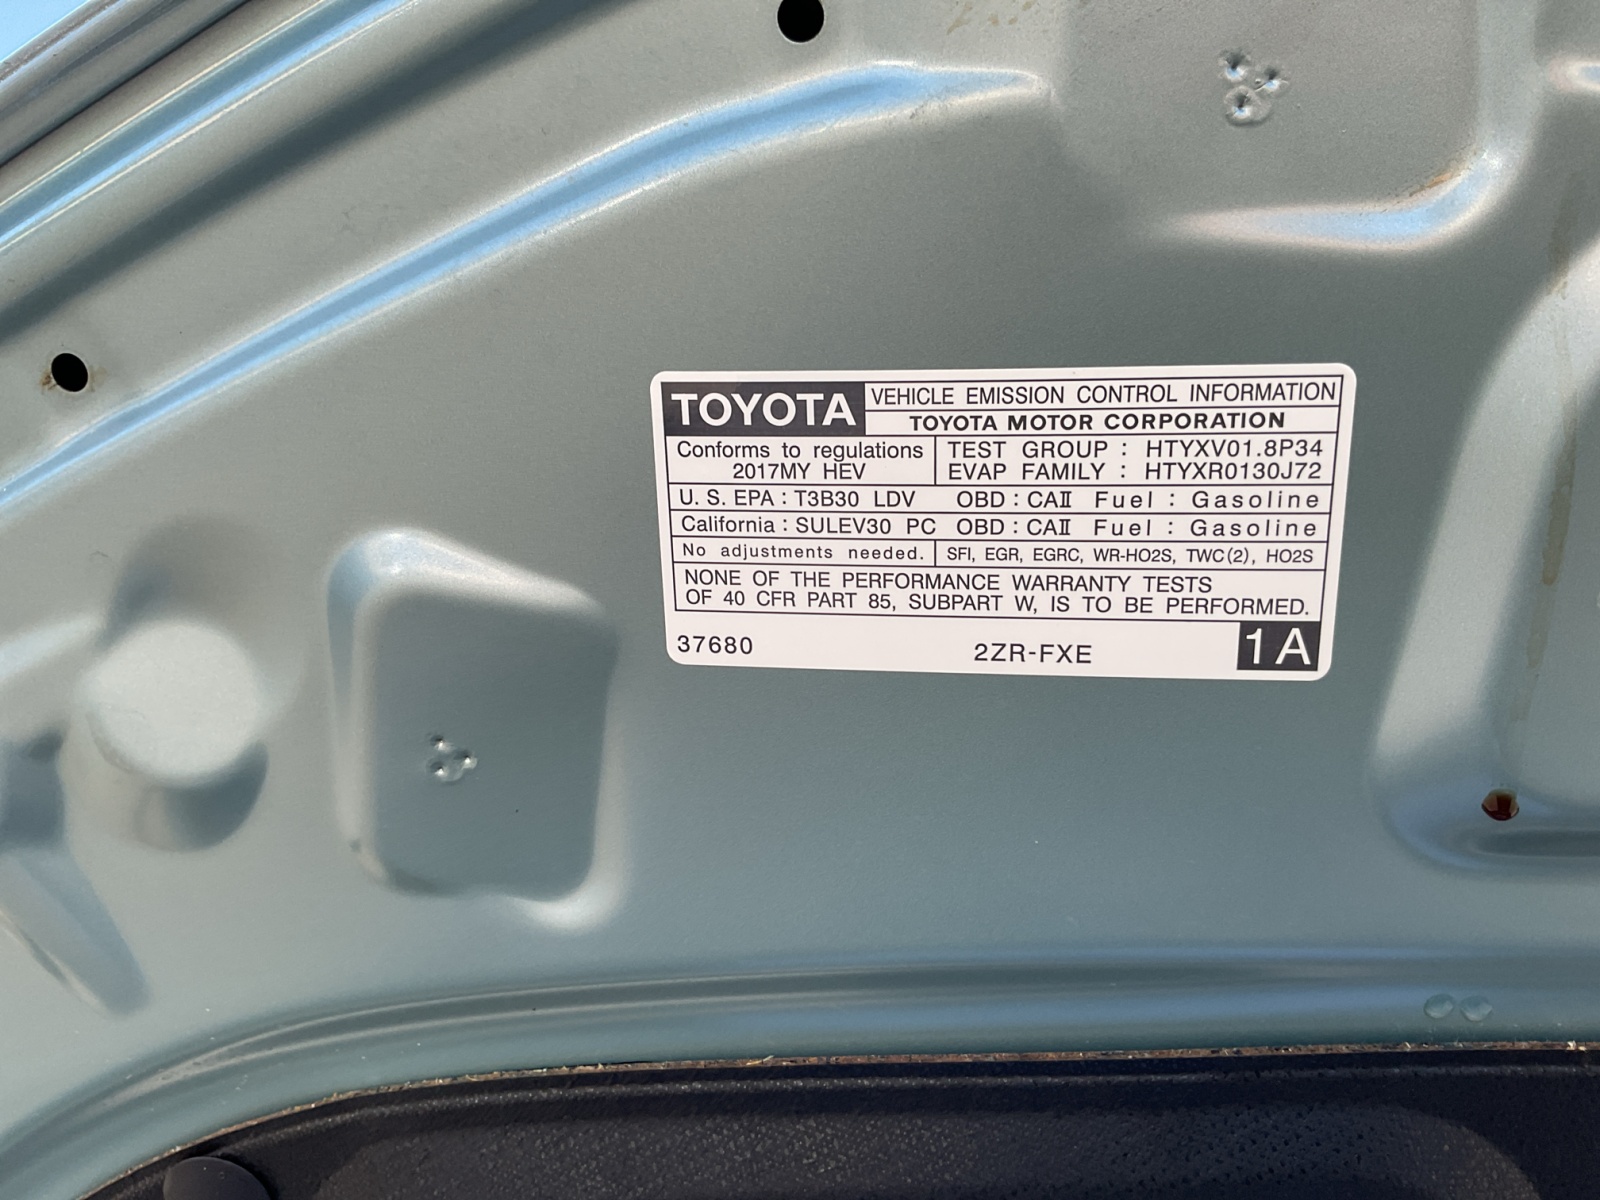 TOYOTA VEHICLE EMISSION CONTROL INFORMATION
TOYOTA MOTOR CORPORATION
Conforms to regulations
2017MY HEV
TEST GROUP : HTYXV01.8P34
EVAP FAMILY : HTYXR0130J72
U. S. EPA : T3B30 LDV OBD : CAII Fuel : Gasoline
California : SULEV30 PC OBD : CAII Fuel : Gasoline
No adjustments needed. SFI, EGR, EGRC, WR-HO2S, TWC(2), HO2S
NONE OF THE PERFORMANCE WARRANTY TESTS
OF 40 CFR PART 85, SUBPART W, IS TO BE PERFORMED.
37680 2ZR-FXE 1A